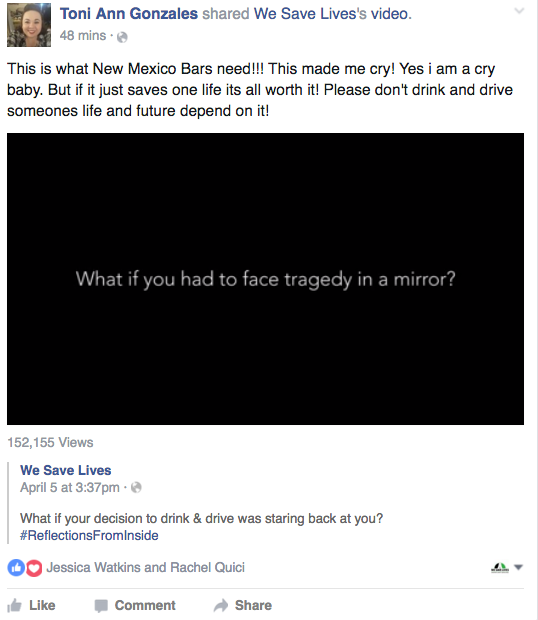 Toni Ann Gonzales shared We Save Lives's video.
48 mins ·
This is what New Mexico Bars need!!! This made me cry! Yes i am a cry
baby. But if it just saves one life its all worth it! Please don't drink and drive
someones life and future depend on it!
What if you had to face tragedy in a mirror?
152,155 Views
We Save Lives
April 5 at 3:37pm ·
What if your decision to drink & drive was staring back at you?
#ReflectionsFromInside
Jessica Watkins and Rachel Quici
Like Comment Share